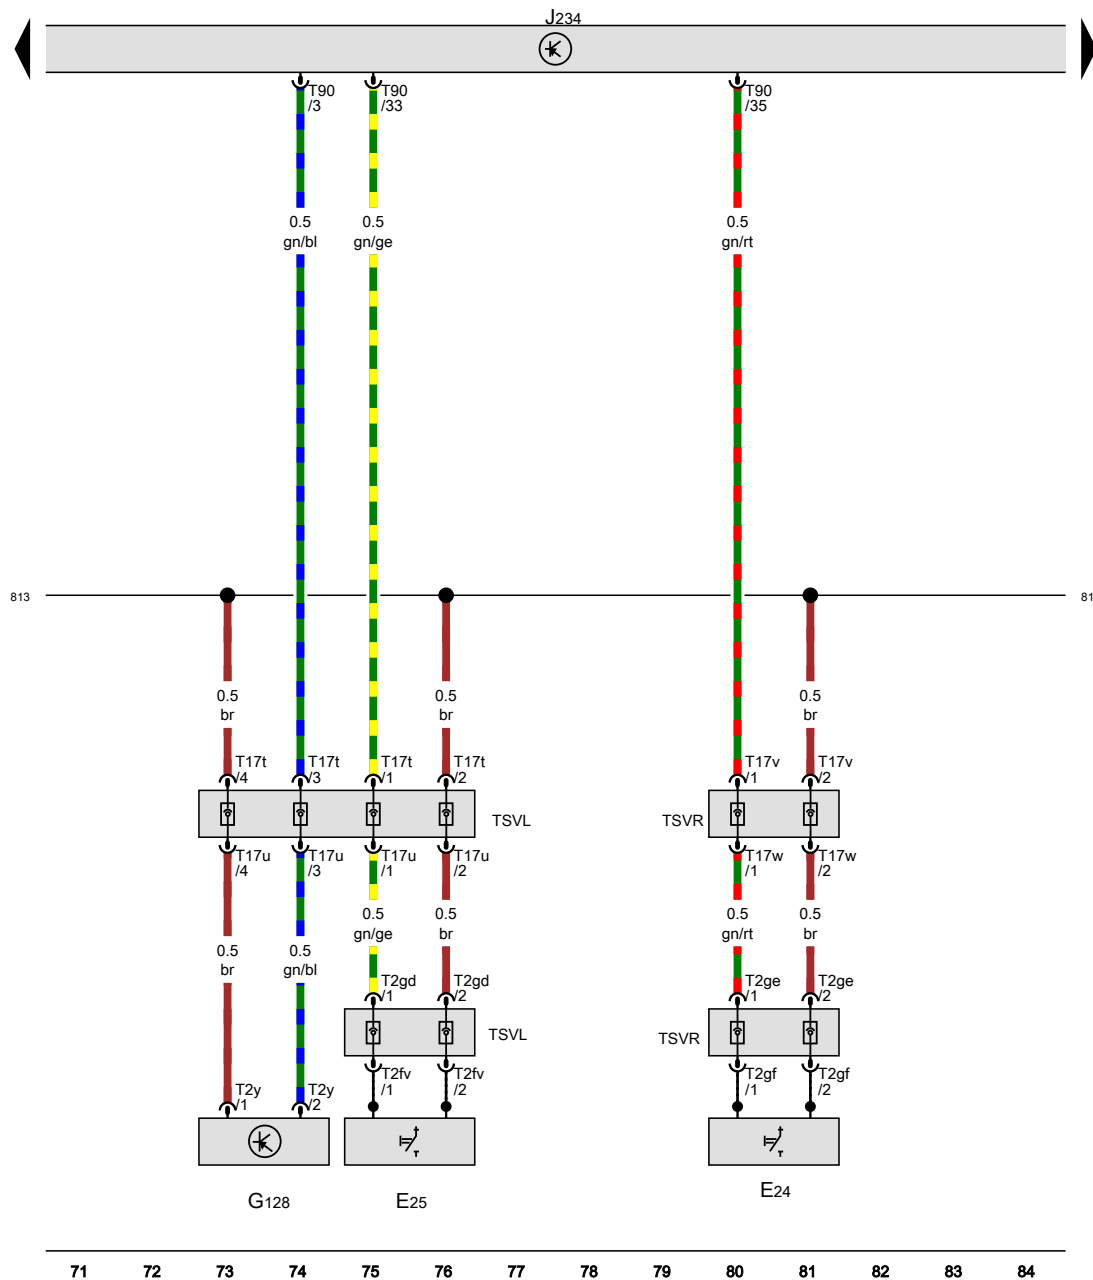 J234
T90 T90 T90
/3 /33 /35
0.5 0.5 0.5
gn/bl gn/ge gn/rt
813 81
0.5 0.5 0.5
br br br
T17t T17t T17t T17t T17v T17v
/4 /3 /1 /2 /1 /2
TSVL TSVR
T17u T17u T17u T17u T17w T17w
/4 /3 /1 /2 /1 /2
0.5 0.5 0.5 0.5
gn/ge br gn/rt br
0.5 0.5
br gn/bl
T2gd T2gd T2ge T2ge
/1 /2 /1 /2
TSVL TSVR
T2fv T2fv T2gf T2gf
/1 /2 /1 /2
T2y T2y
/1 /2
G128 E25 E24
71 72 73 74 75 76 77 78 79 80 81 82 83 84